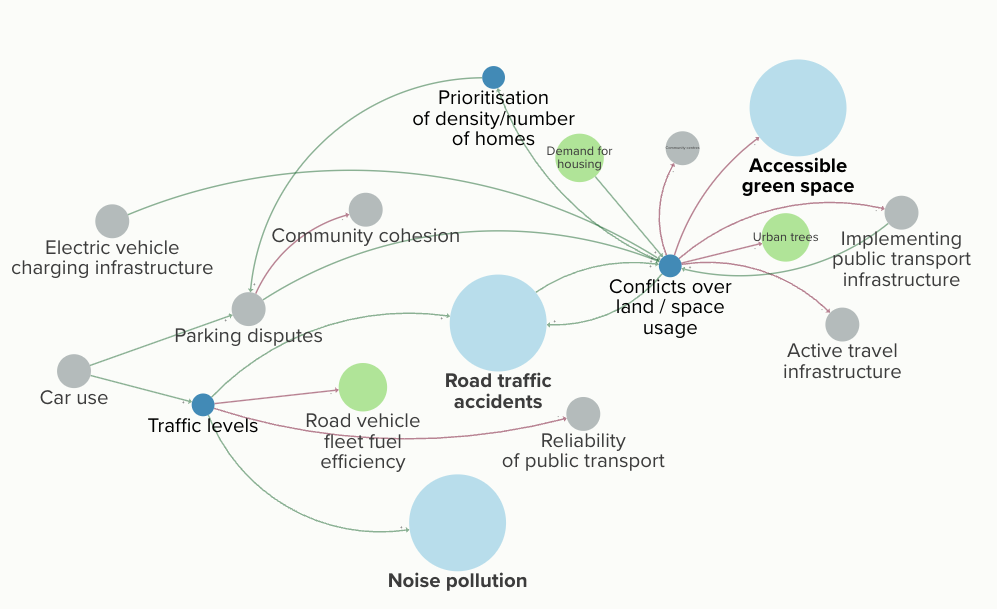 Prioritisation
of density/number
of homes
Demand for
housing
Accessible
green space
Electric vehicle
charging infrastructure
Community cohesion
Urban trees
Implementing
public transport
infrastructure
Conflicts over
land / space
usage
Parking disputes
Active travel
infrastructure
Car use
Road traffic
accidents
Traffic levels
Road vehicle
fleet fuel
efficiency
Reliability
of public transport
Noise pollution